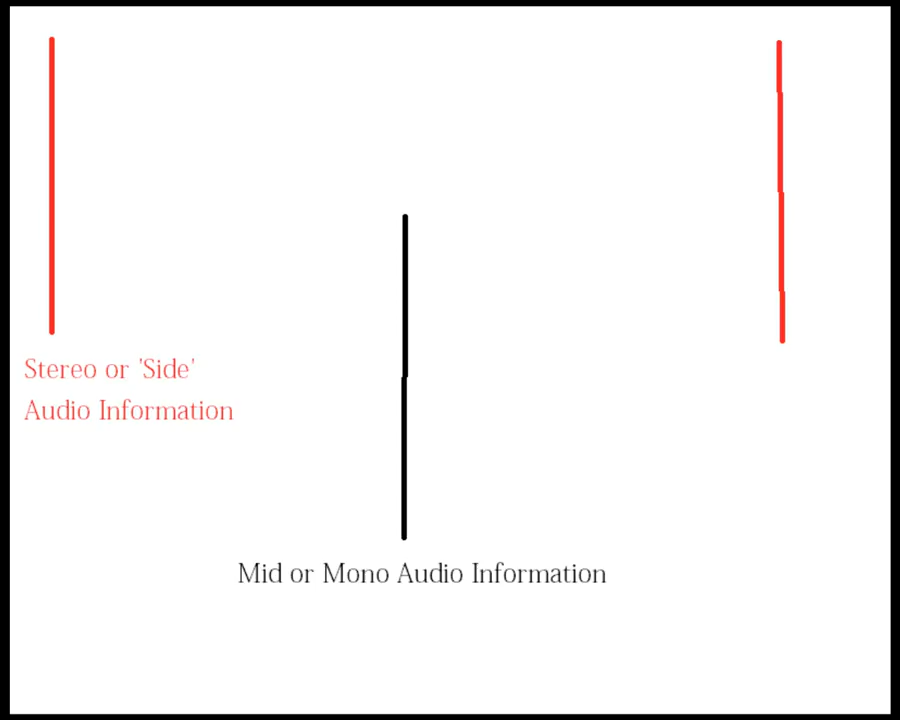 Stereo or 'Side'
Audio Information
Mid or Mono Audio Information